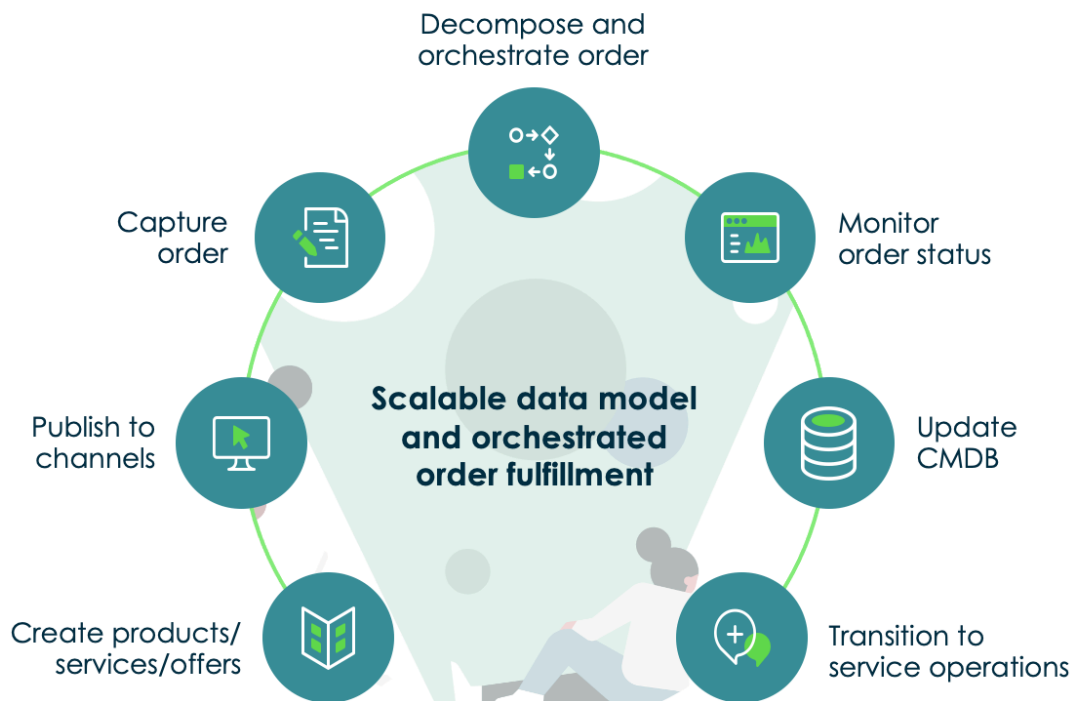 Decompose and
orchestrate order
Capture
order
Monitor
order status
Scalable data model
and orchestrated
order fulfillment
Publish to
channels
Update
CMDB
Create products/
services/offers
Transition to
service operations